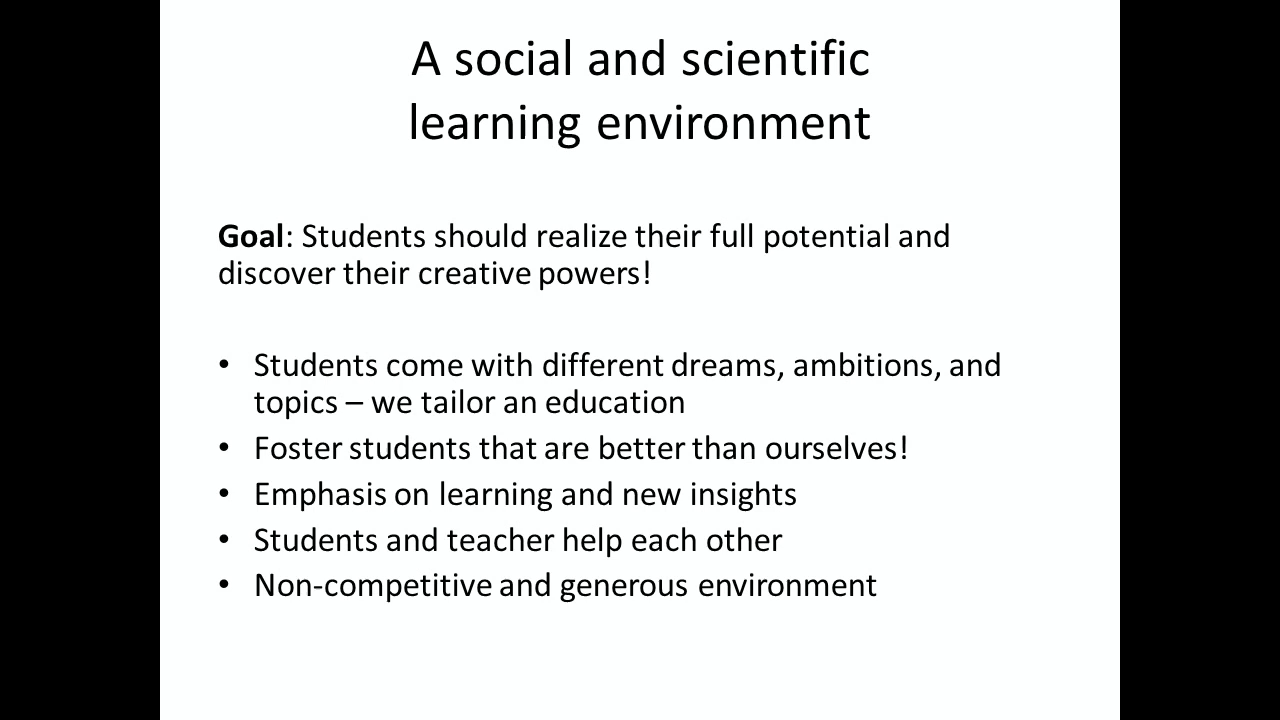 A social and scientific
learning environment
Goal: Students should realize their full potential and
discover their creative powers!
• Students come with different dreams, ambitions, and
topics – we tailor an education
• Foster students that are better than ourselves!
• Emphasis on learning and new insights
• Students and teacher help each other
• Non-competitive and generous environment